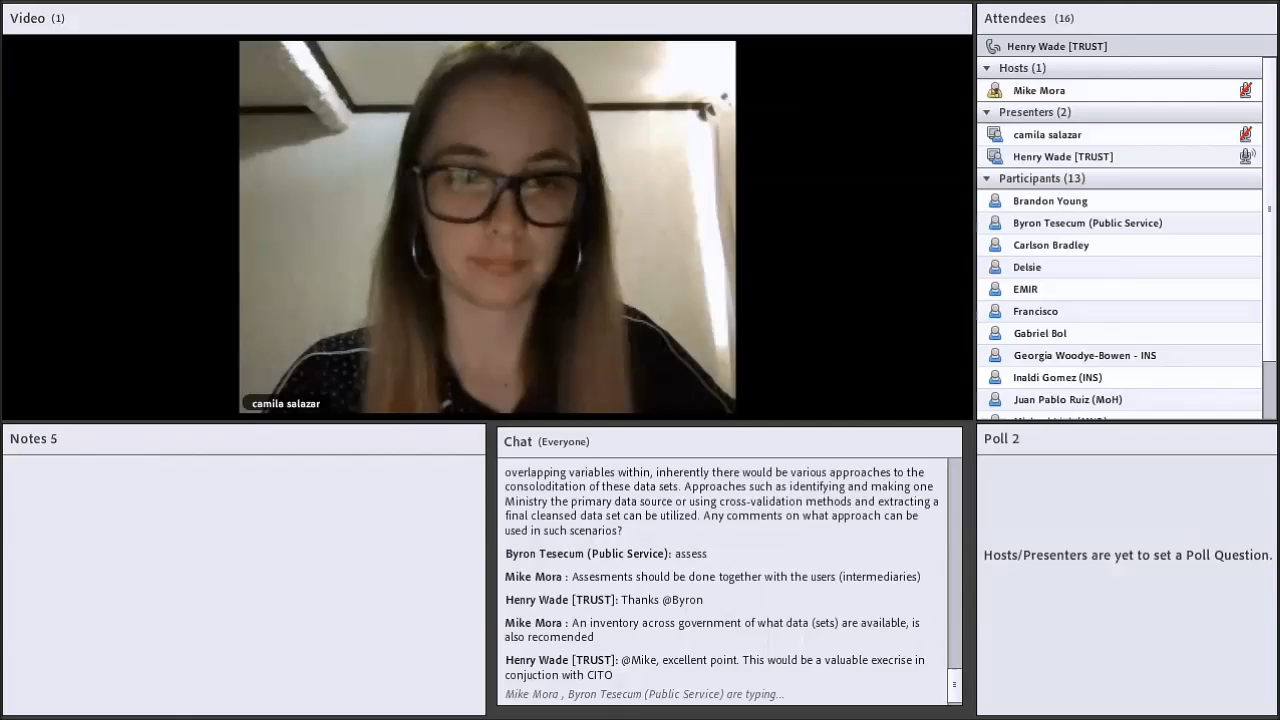 Video (1)
camila salazar
Attendees (16)
Henry Wade [TRUST]
Hosts (1)
Mike Mora
Presenters (2)
camila salazar
Henry Wade [TRUST]
Participants (13)
Brandon Young
Byron Tesecum (Public Service)
Carlson Bradley
Delsie
EMIR
Francisco
Gabriel Bol
Georgia Woodye-Bowen - INS
Inaldi Gomez (INS)
Juan Pablo Ruiz (MoH)
Notes 5
Chat (Everyone)
overlapping variables within, inherently there would be various approaches to the
consoloditation of these data sets. Approaches such as identifying and making one
Ministry the primary data source or using cross-validation methods and extracting a
final cleansed data set can be utilized. Any comments on what approach can be
used in such scenarios?
Byron Tesecum (Public Service): assess
Mike Mora : Assesments should be done together with the users (intermediaries)
Henry Wade [TRUST]: Thanks @Byron
Mike Mora : An inventory across government of what data (sets) are available, is
also recomended
Henry Wade [TRUST]: @Mike, excellent point. This would be a valuable execrise in
conjuction with CITO
Mike Mora , Byron Tesecum (Public Service) are typing...
Poll 2
Hosts/Presenters are yet to set a Poll Question.